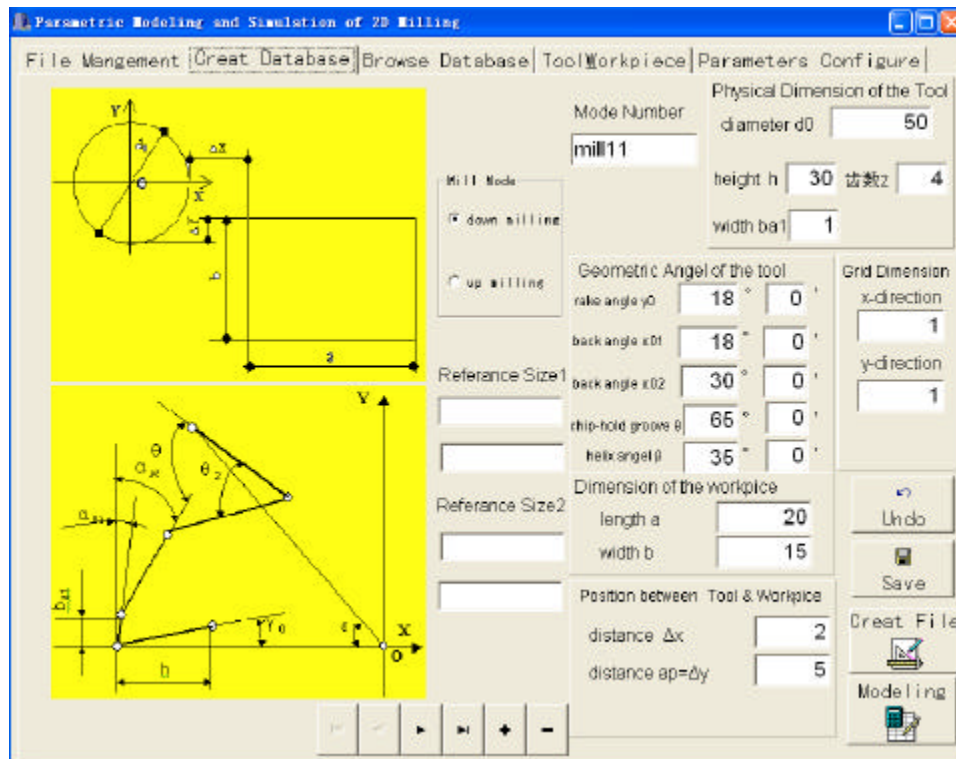 Parametric Modeling and Simulation of 2D Milling
File Mangement Creat Database Browse Database ToolWorkpiece Parameters Configure
Y
d0
ΔX
O
X
ΔY
b
a
Mill Mode
down milling
up milling
Mode Number
mill11
Physical Dimension of the Tool
diameter d0 50
height h 30 齿数z 4
width ba1 1
Geometric Angel of the tool
rake angle γ0 18 ° 0 '
back angle α01 18 ° 0 '
back angle α02 30 ° 0 '
chip-hold groove θ 65 ° 0 '
helix angel β 35 ° 0 '
Grid Dimension
x-direction
1
y-direction
1
Referance Size1
Referance Size2
Y
θ
θ2
ba1
γ0
ε
X
O
h
Dimension of the workpice
length a 20
width b 15
Position between Tool & Workpice
distance Δx 2
distance ap=Δy 5
Undo
Save
Creat File
Modeling